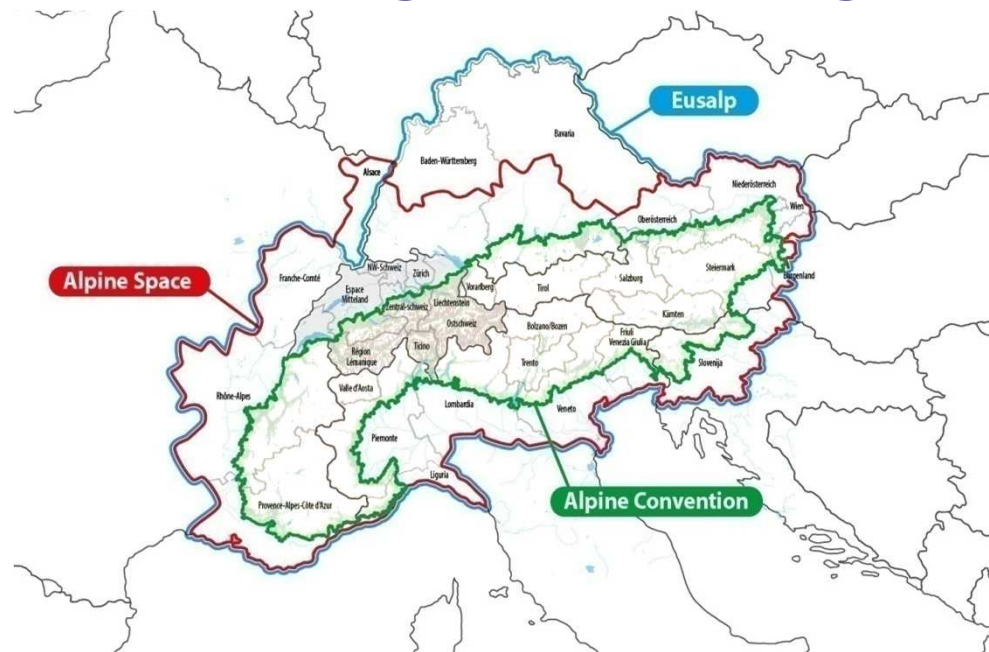 Eusalp
Bavaria
Baden-Württemberg
Alsace
Niederösterreich
Wien
Oberösterreich
Burgenland
Alpine Space
Franche-Comté
NW-Schweiz
Zürich
Espace
Mitteland
Zentral-schweiz
Liechtenstein
Vorarlberg
Tirol
Salzburg
Steiermark
Ostschweiz
Kärnten
Région
Lémanique
Ticino
Bolzano/Bozen
Friuli
Venezia Giulia
Slovenija
Trento
Valle d'Aosta
Rhône-Alpes
Lombardia
Veneto
Piemonte
Liguria
Provence-Alpes-Côte d'Azur
Alpine Convention